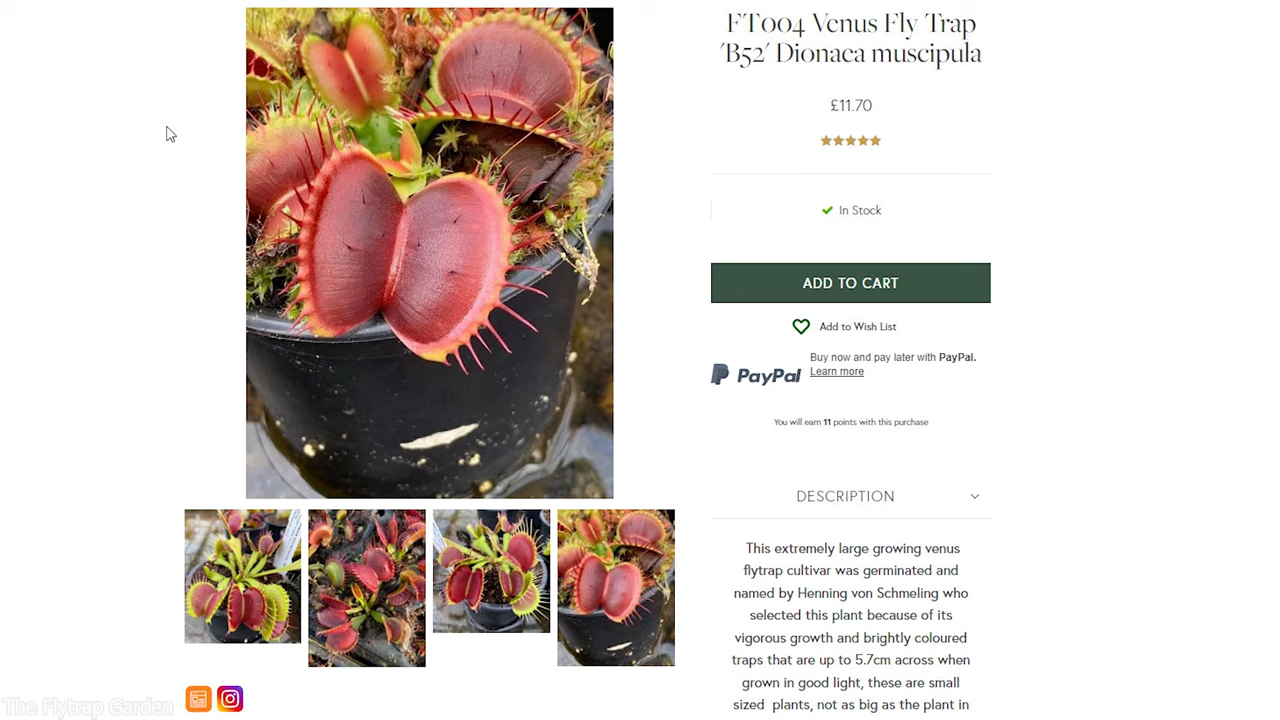 FT004 Venus Fly Trap
'B52' Dionaea muscipula
£11.70
In Stock
ADD TO CART
Add to Wish List
Buy now and pay later with PayPal.
Learn more
PayPal
You will earn 11 points with this purchase
DESCRIPTION
This extremely large growing venus
flytrap cultivar was germinated and
named by Henning von Schmeling who
selected this plant because of its
vigorous growth and brightly coloured
traps that are up to 5.7cm across when
grown in good light, these are small
sized plants, not as big as the plant in
The Flytrap Garden